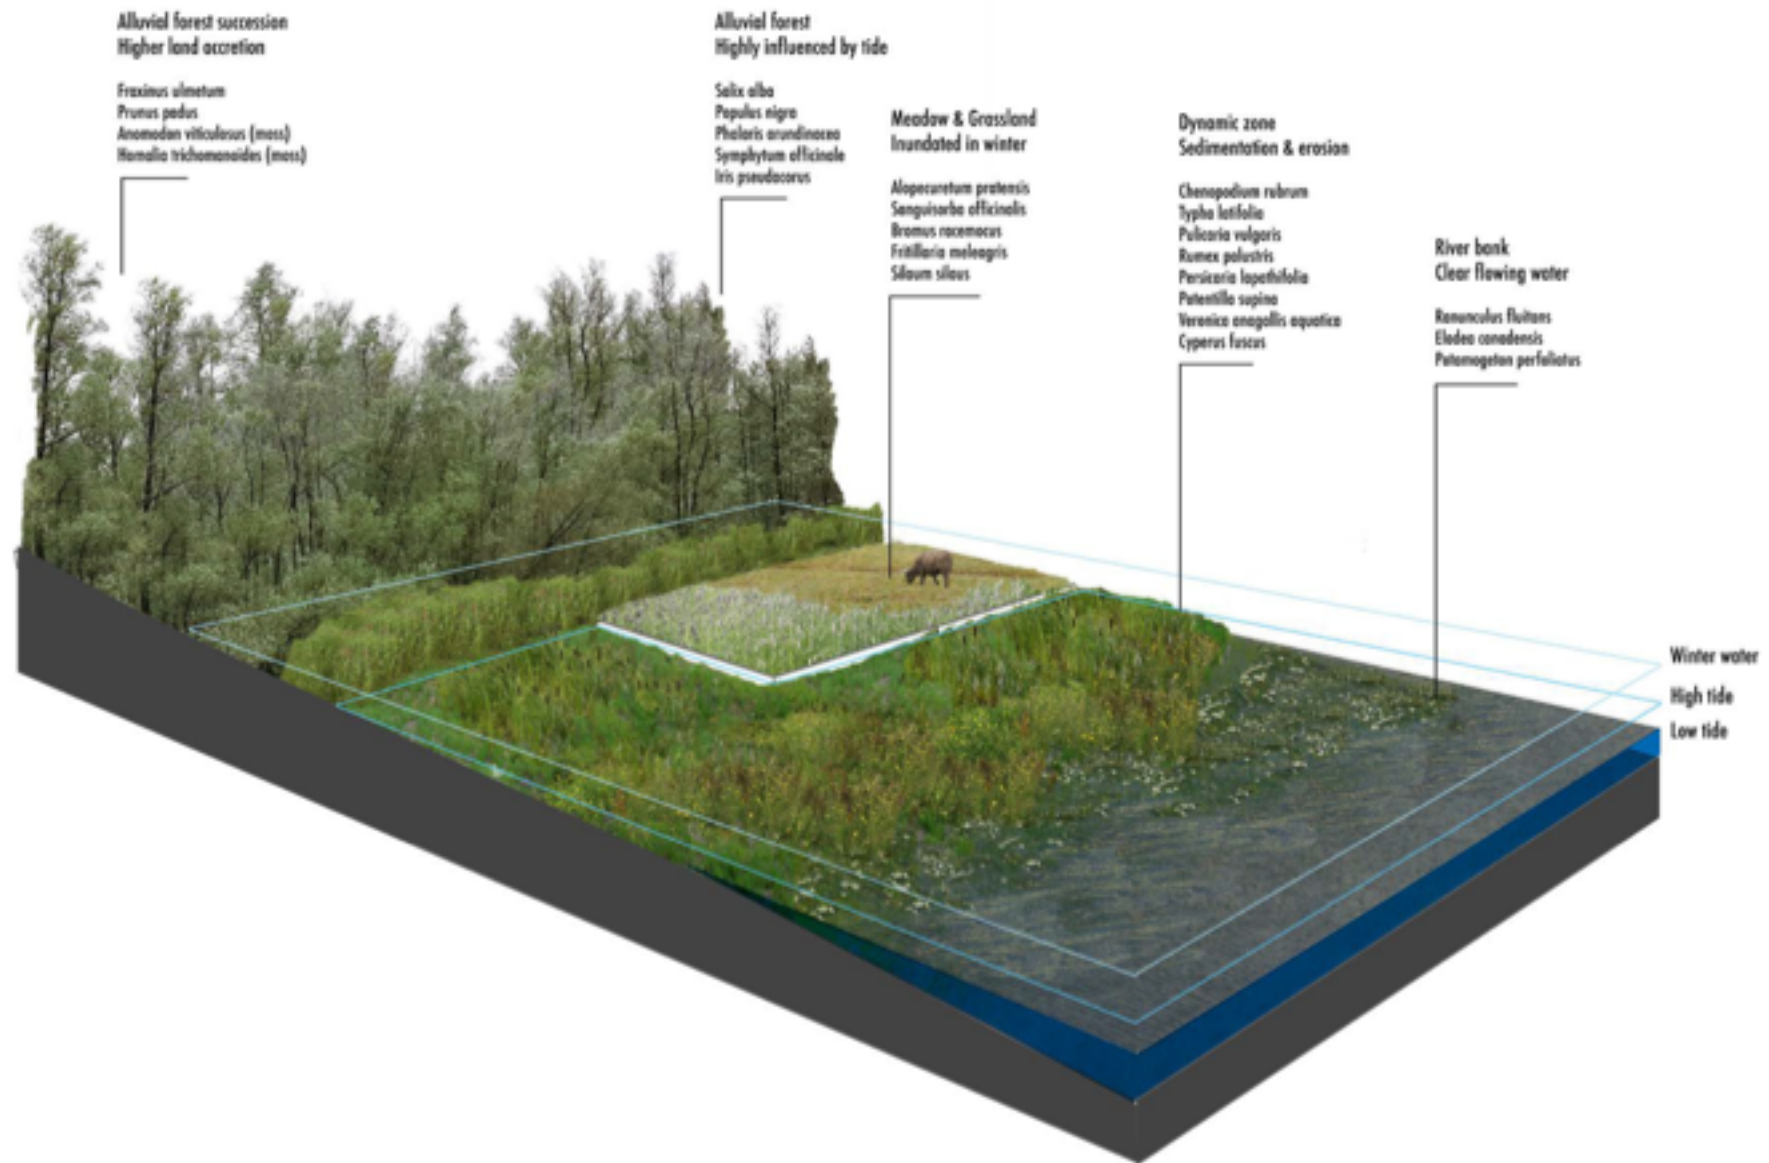 Alluvial forest succession
Higher land accretion
Fraxinus ulmetum
Prunus padus
Anomodon viticulosus (moss)
Homalia trichomanoides (moss)
Alluvial forest
Highly influenced by tide
Salix alba
Populus nigra
Phalaris arundinacea
Symphytum officinale
Iris pseudacorus
Meadow & Grassland
Inundated in winter
Alopecuretum pratensis
Sanguisorba officinalis
Bromus racemocus
Fritillaria meleagris
Silaum silaus
Dynamic zone
Sedimentation & erosion
Chenopodium rubrum
Typha latifolia
Pulicaria vulgaris
Rumex palustris
Persicaria lapathifolia
Potentilla supina
Veronica anagallis aquatica
Cyperus fuscus
River bank
Clear flowing water
Ranunculus fluitans
Elodea canadensis
Potamogeton perfoliatus
Winter water
High tide
Low tide